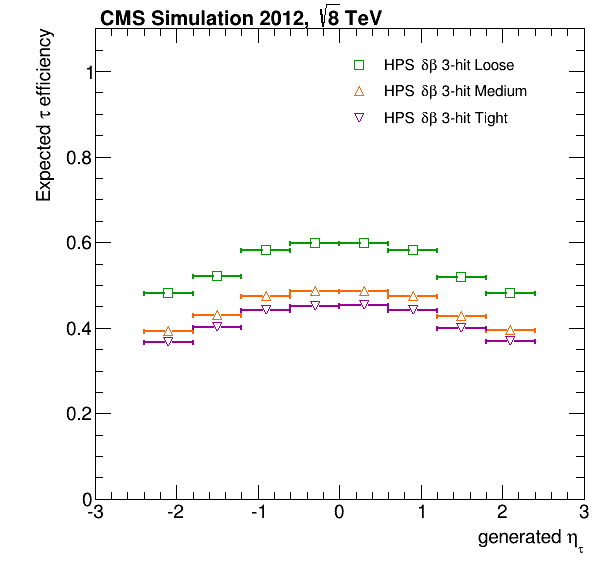 CMS Simulation 2012, √8 TeV
HPS δβ 3-hit Loose
HPS δβ 3-hit Medium
HPS δβ 3-hit Tight
Expected τ efficiency
1
0.8
0.6
0.4
0.2
0
-3 -2 -1 0 1 2 3
generated ητ